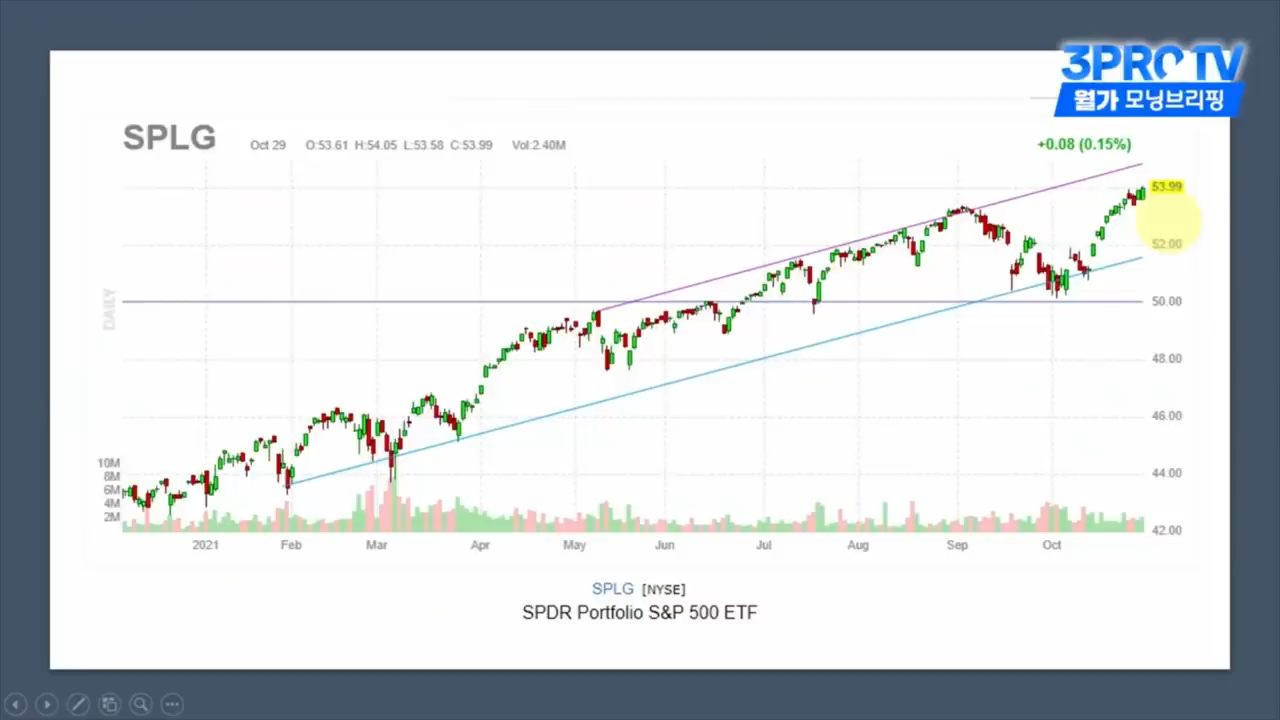 3PRO TV
월가 모닝브리핑
SPLG
Oct 29 O:53.61 H:54.05 L:53.58 C:53.99 Vol:2.40M
+0.08 (0.15%)
53.99
52.00
50.00
48.00
46.00
44.00
42.00
DAILY
10M
8M
6M
4M
2M
2021 Feb Mar Apr May Jun Jul Aug Sep Oct
SPLG [NYSE]
SPDR Portfolio S&P 500 ETF